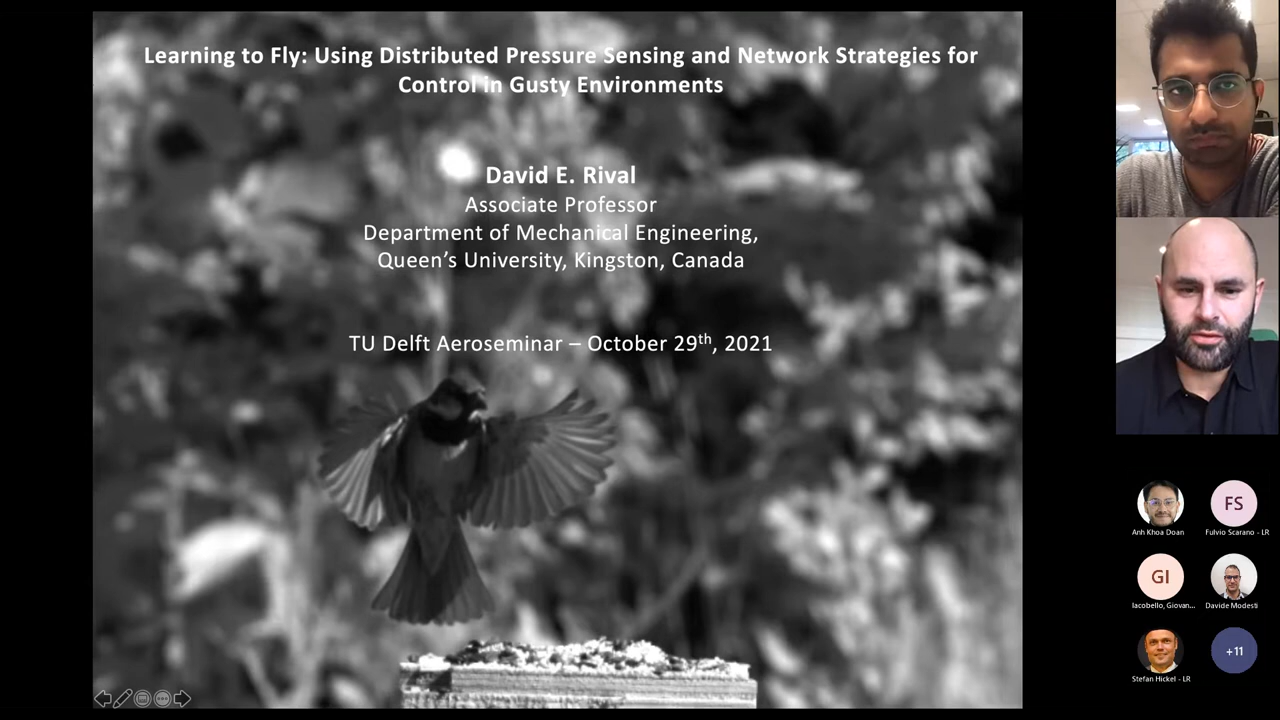 Learning to Fly: Using Distributed Pressure Sensing and Network Strategies for
Control in Gusty Environments
David E. Rival
Associate Professor
Department of Mechanical Engineering,
Queen's University, Kingston, Canada
TU Delft Aeroseminar – October 29th, 2021
Anh Khoa Doan
FS
Fulvio Scarano - LR
GI
Iacobello, Giovan...
Davide Modesti
Stefan Hickel - LR
+11